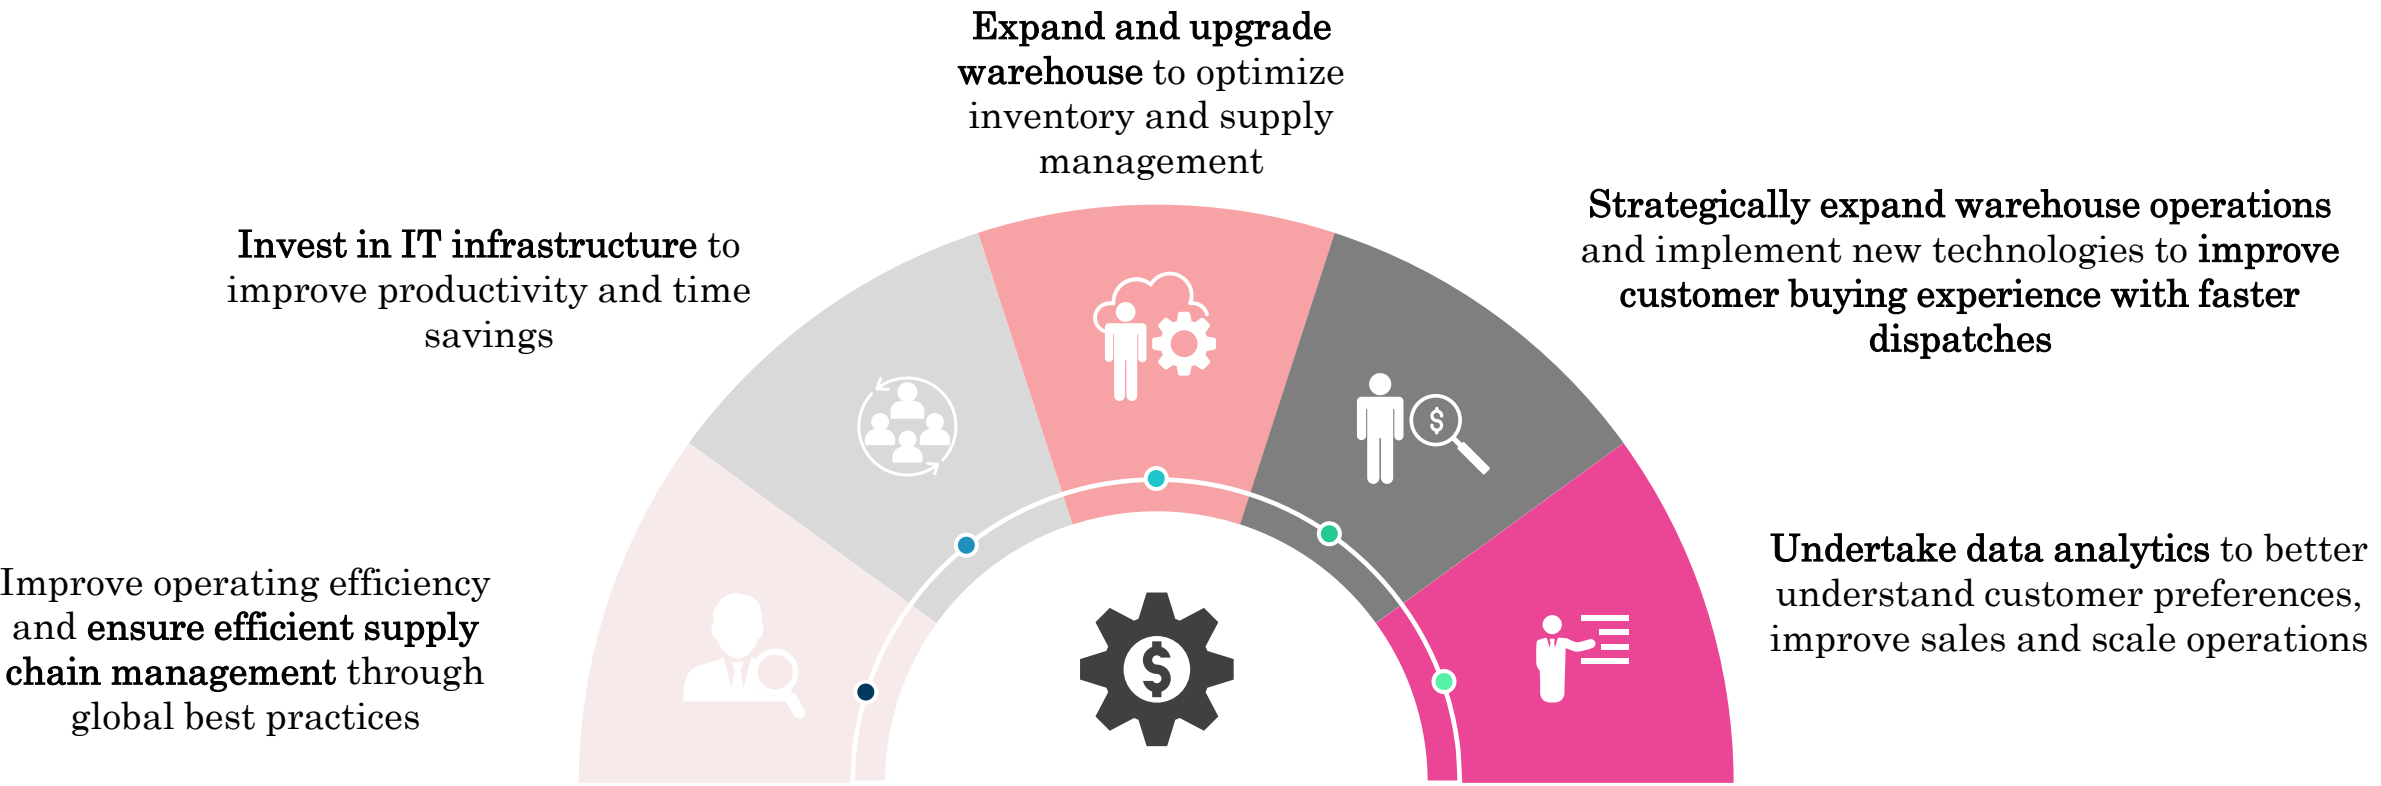 Expand and upgrade
warehouse to optimize
inventory and supply
management
Invest in IT infrastructure to
improve productivity and time
savings
Strategically expand warehouse operations
and implement new technologies to improve
customer buying experience with faster
dispatches
Improve operating efficiency
and ensure efficient supply
chain management through
global best practices
Undertake data analytics to better
understand customer preferences,
improve sales and scale operations
$
$